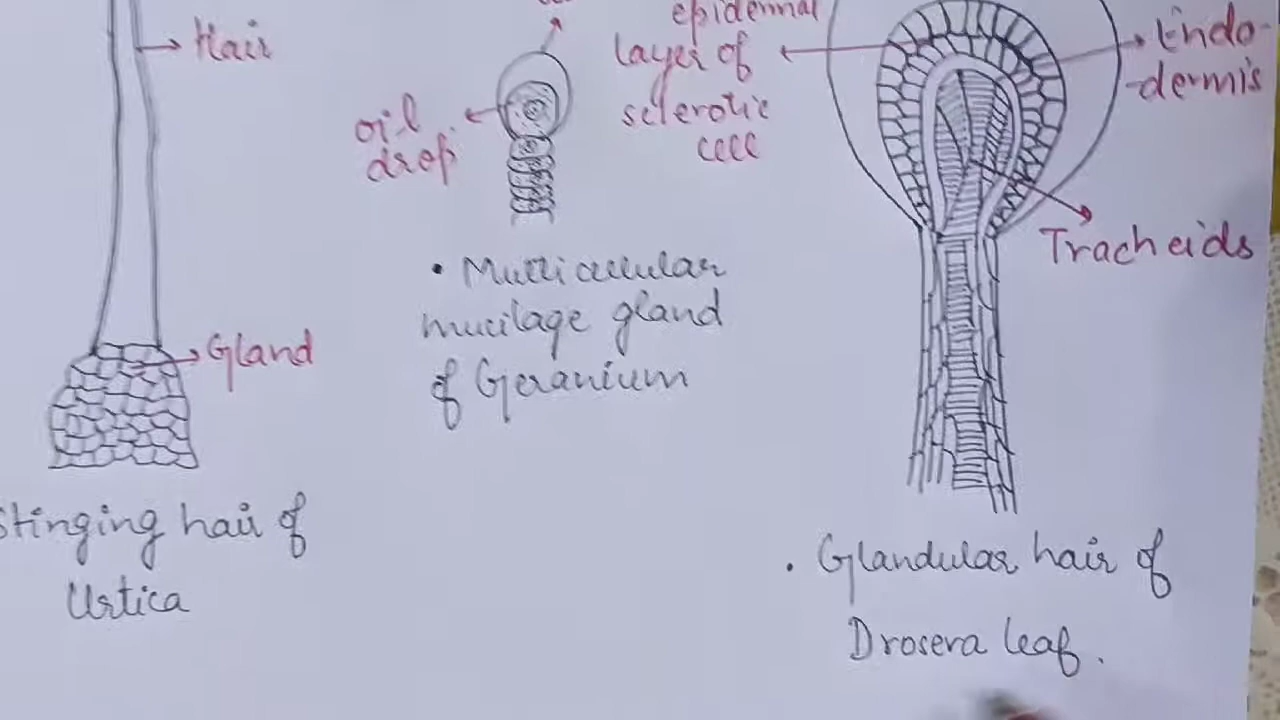 Hair
Gland
Stinging hair of
Urtica
oil
drop
• Multicellular
mucilage gland
of Geranium
epidermal
layer of
sclerotic
cell
Endo-
-dermis
Tracheids
. Glandular hair of
Drosera leaf.